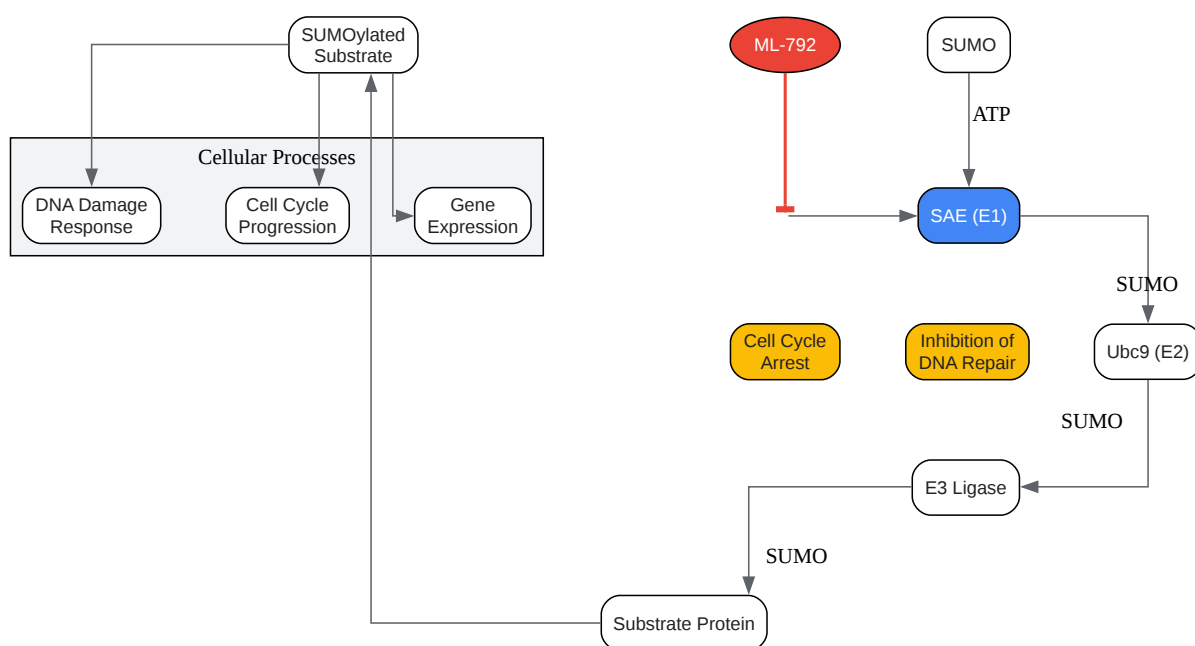 SUMOylated
Substrate
ML-792
SUMO
ATP
Cellular Processes
DNA Damage
Response
Cell Cycle
Progression
Gene
Expression
SAE (E1)
SUMO
Cell Cycle
Arrest
Inhibition of
DNA Repair
Ubc9 (E2)
SUMO
E3 Ligase
SUMO
Substrate Protein